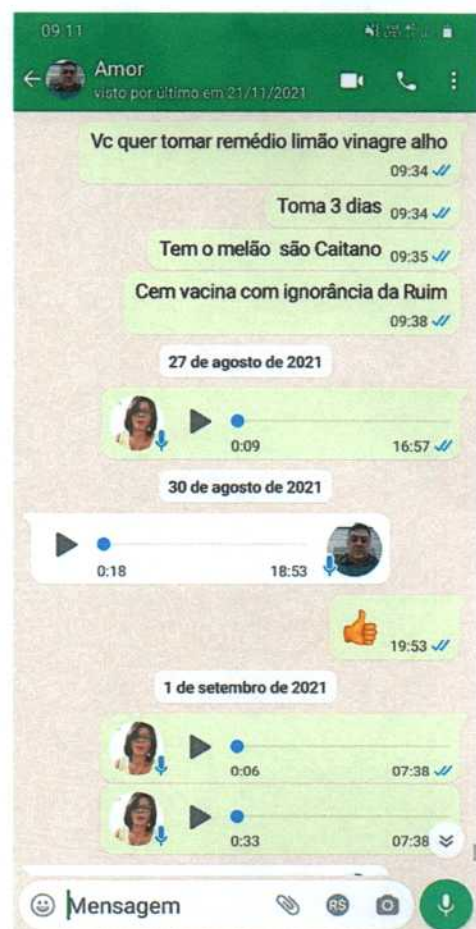 09:11
Amor
visto por último em 21/11/2021
Vc quer tomar remédio limão vinagre alho
09:34
Toma 3 dias 09:34
Tem o melão são Caitano 09:35
Cem vacina com ignorância da Ruim
09:38
27 de agosto de 2021
0:09 16:57
30 de agosto de 2021
0:18 18:53
19:53
1 de setembro de 2021
0:06 07:38
0:33 07:38
Mensagem R$